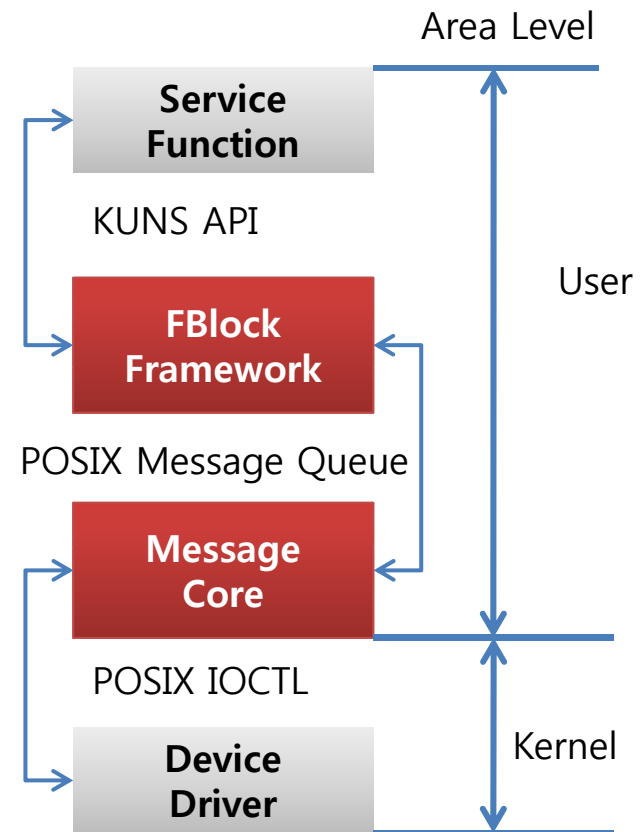 Area Level
Service
Function
KUNS API
User
FBlock
Framework
POSIX Message Queue
Message
Core
POSIX IOCTL
Kernel
Device
Driver